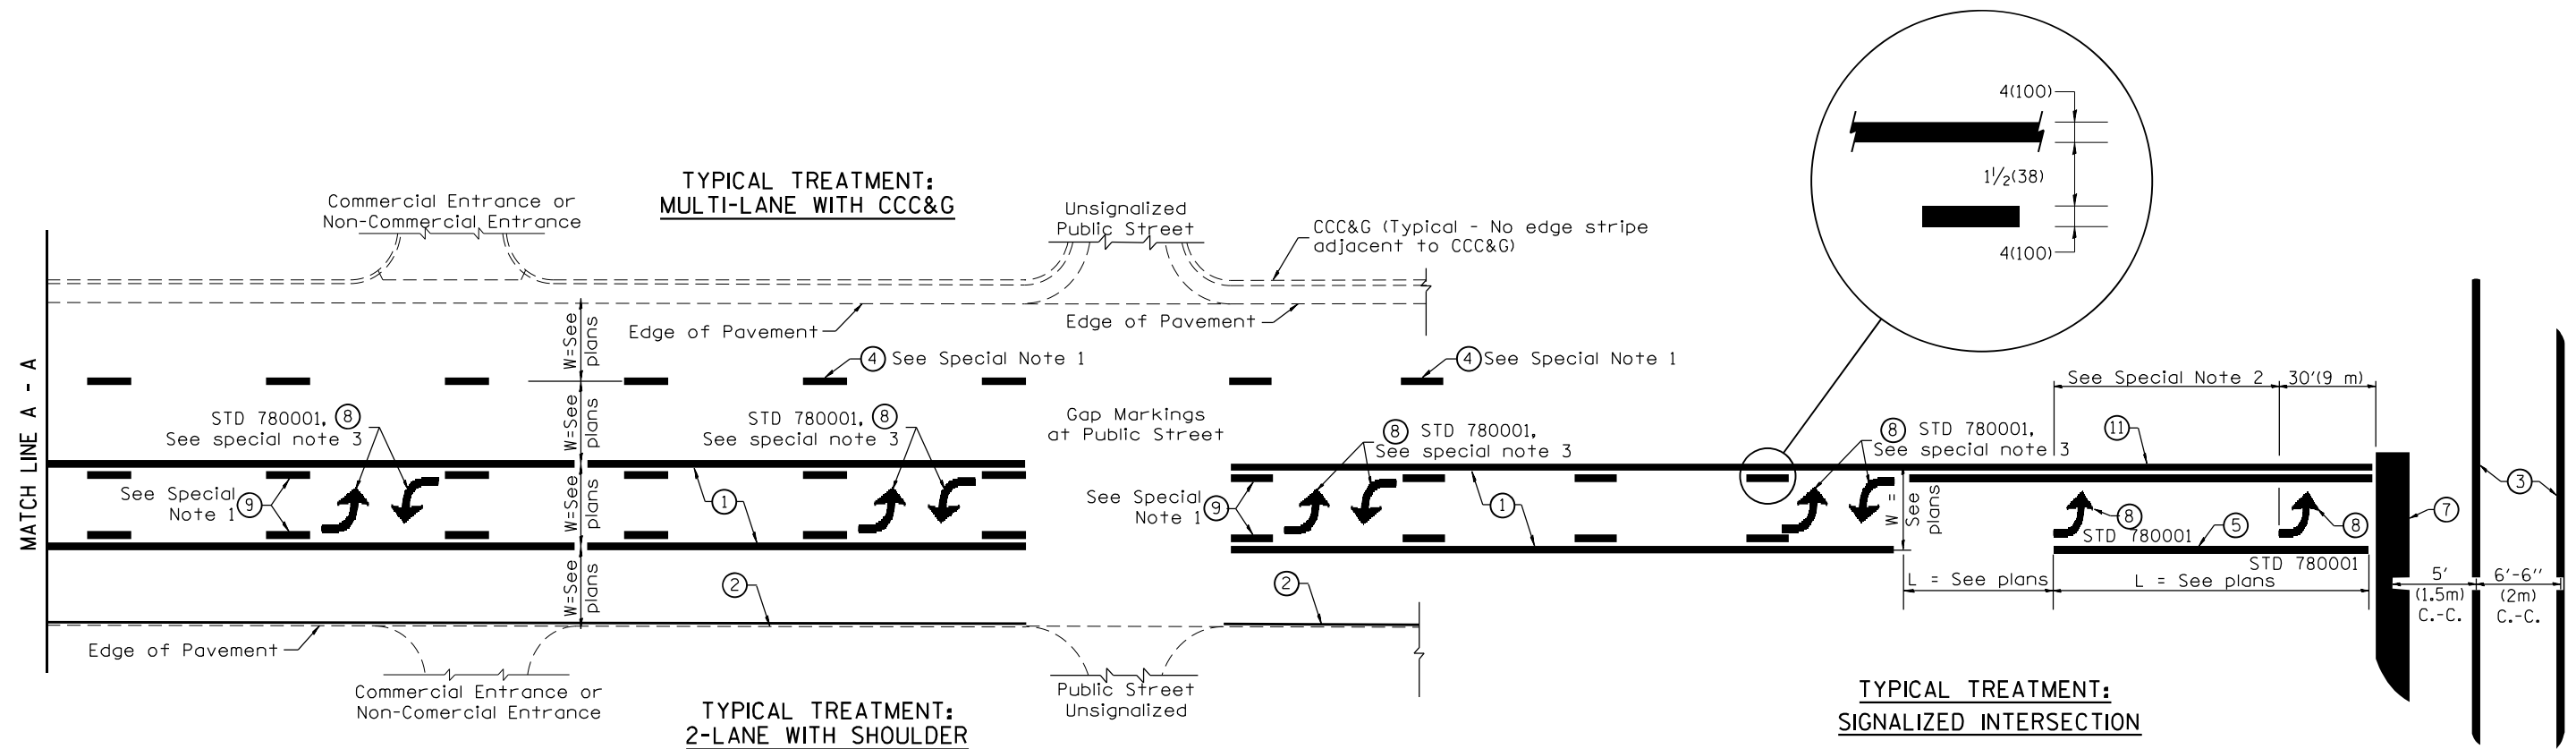 TYPICAL TREATMENT:
MULTI-LANE WITH CCC&G
Commercial Entrance or
Non-Commercial Entrance
Unsignalized
Public Street
CCC&G (Typical - No edge stripe
adjacent to CCC&G)
4(100)
1½(38)
4(100)
Edge of Pavement
Edge of Pavement
MATCH LINE A - A
W=See
plans
W=See
plans
W=See
plans
W=See
plans
4 See Special Note 1
4 See Special Note 1
STD 780001, 8
See special note 3
STD 780001, 8
See special note 3
Gap Markings
at Public Street
8 STD 780001,
See special note 3
8 STD 780001,
See special note 3
See Special Note 2
30'(9 m)
11
See Special
Note 1
9
1
See Special
Note 1
9
1
W =
See
plans
8
STD 780001
5
8
STD 780001
7
3
L = See plans
L = See plans
5'
(1.5m)
C.-C.
6'-6''
(2m)
C.-C.
2
2
Edge of Pavement
Commercial Entrance or
Non-Comercial Entrance
Public Street
Unsignalized
TYPICAL TREATMENT:
2-LANE WITH SHOULDER
TYPICAL TREATMENT:
SIGNALIZED INTERSECTION